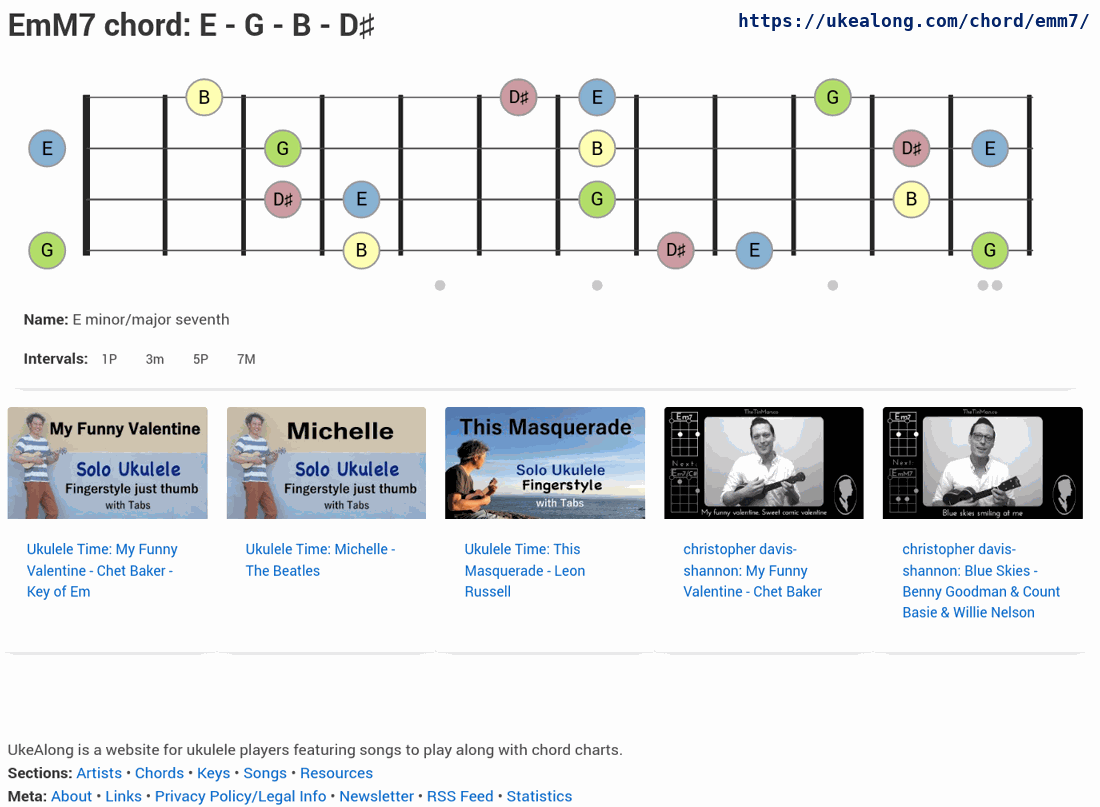 EmM7 chord: E - G - B - D♯
https://ukealong.com/chord/emm7/
B D♯ E G
E G B D♯ E
D♯ E G B
G B D♯ E G
Name: E minor/major seventh
Intervals: 1P 3m 5P 7M
My Funny Valentine
Solo Ukulele
Fingerstyle just thumb
with Tabs
Michelle
Solo Ukulele
Fingerstyle just thumb
with Tabs
This Masquerade
Solo Ukulele
Fingerstyle
with Tabs
TheTinManco
Em7
Next:
Em7/C#
My funny valentine, Sweet comic valentine
TheTinManco
Em7
Next:
EmM7
Blue skies smiling at me
Ukulele Time: My Funny
Valentine - Chet Baker -
Key of Em
Ukulele Time: Michelle -
The Beatles
Ukulele Time: This
Masquerade - Leon
Russell
christopher davis-
shannon: My Funny
Valentine - Chet Baker
christopher davis-
shannon: Blue Skies -
Benny Goodman & Count
Basie & Willie Nelson
UkeAlong is a website for ukulele players featuring songs to play along with chord charts.
Sections: Artists • Chords • Keys • Songs • Resources
Meta: About • Links • Privacy Policy/Legal Info • Newsletter • RSS Feed • Statistics